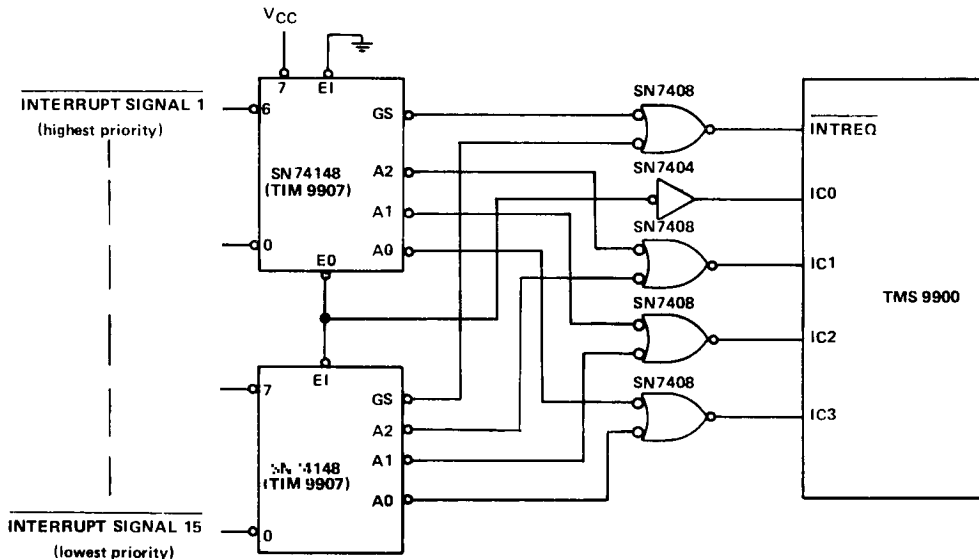 VCC
7
EI
INTERRUPT SIGNAL 1
(highest priority)
6
GS
SN74148
(TIM 9907)
A2
A1
A0
0
E0
SN7408
INTREQ
SN7404
IC0
SN7408
IC1
TMS 9900
SN7408
IC2
SN7408
IC3
EI
7
GS
A2
(TIM 9907)
A1
A0
INTERRUPT SIGNAL 15
(lowest priority)
0